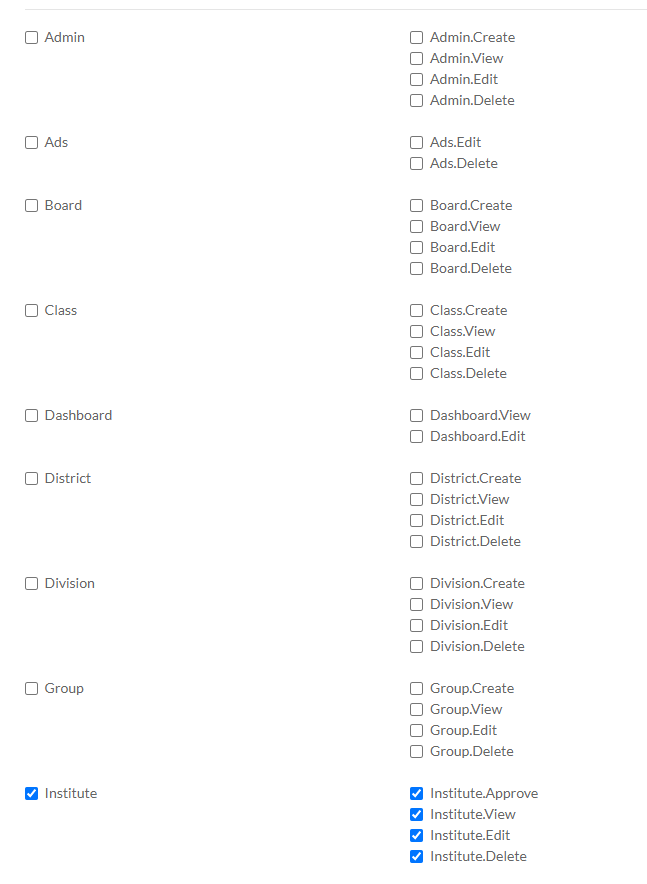 Admin Admin.Create
Admin.View
Admin.Edit
Admin.Delete
Ads Ads.Edit
Ads.Delete
Board Board.Create
Board.View
Board.Edit
Board.Delete
Class Class.Create
Class.View
Class.Edit
Class.Delete
Dashboard Dashboard.View
Dashboard.Edit
District District.Create
District.View
District.Edit
District.Delete
Division Division.Create
Division.View
Division.Edit
Division.Delete
Group Group.Create
Group.View
Group.Edit
Group.Delete
Institute Institute.Approve
Institute.View
Institute.Edit
Institute.Delete